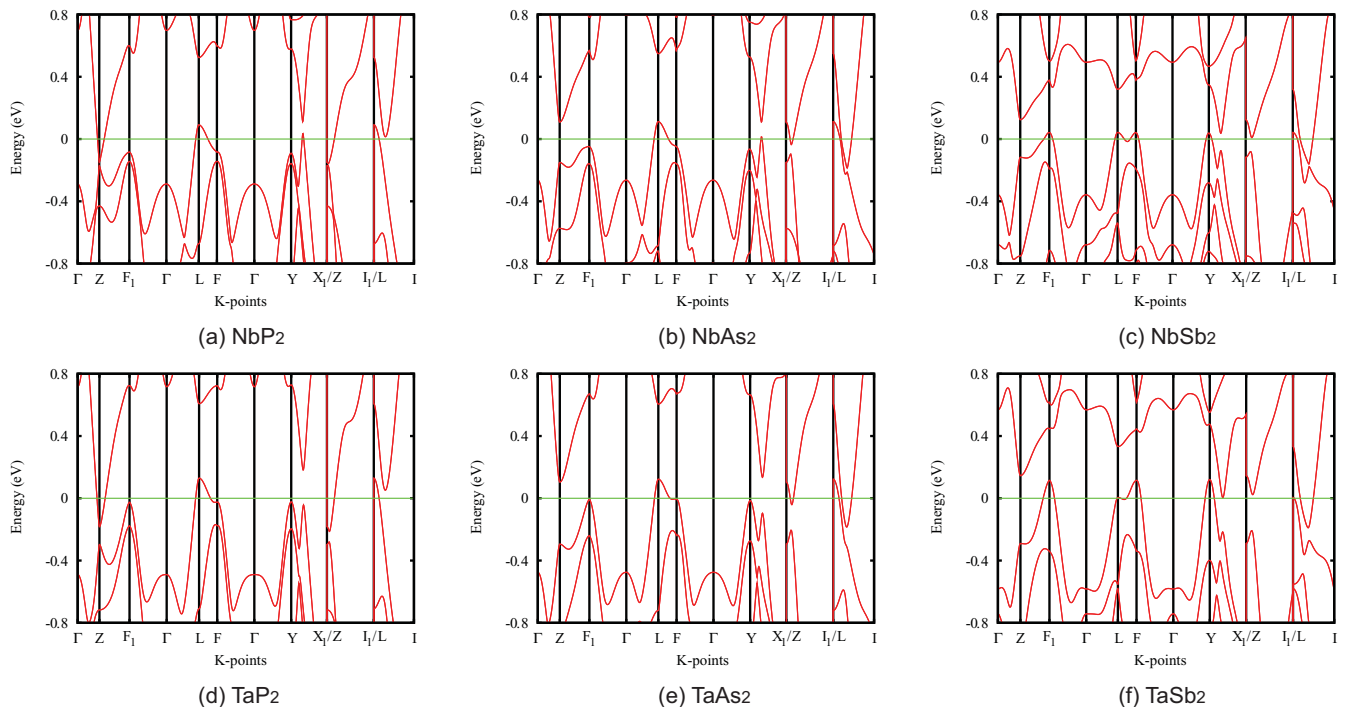 0.8 0.4 0 -0.4 -0.8
Energy (eV)
Γ Z F1 Γ L F Γ Y X1/Z I1/L I
K-points
(a) NbP2
0.8 0.4 0 -0.4 -0.8
Energy (eV)
Γ Z F1 Γ L F Γ Y X1/Z I1/L I
K-points
(b) NbAs2
0.8 0.4 0 -0.4 -0.8
Energy (eV)
Γ Z F1 Γ L F Γ Y X1/Z I1/L I
K-points
(c) NbSb2
0.8 0.4 0 -0.4 -0.8
Energy (eV)
Γ Z F1 Γ L F Γ Y X1/Z I1/L I
K-points
(d) TaP2
0.8 0.4 0 -0.4 -0.8
Energy (eV)
Γ Z F1 Γ L F Γ Y X1/Z I1/L I
K-points
(e) TaAs2
0.8 0.4 0 -0.4 -0.8
Energy (eV)
Γ Z F1 Γ L F Γ Y X1/Z I1/L I
K-points
(f) TaSb2